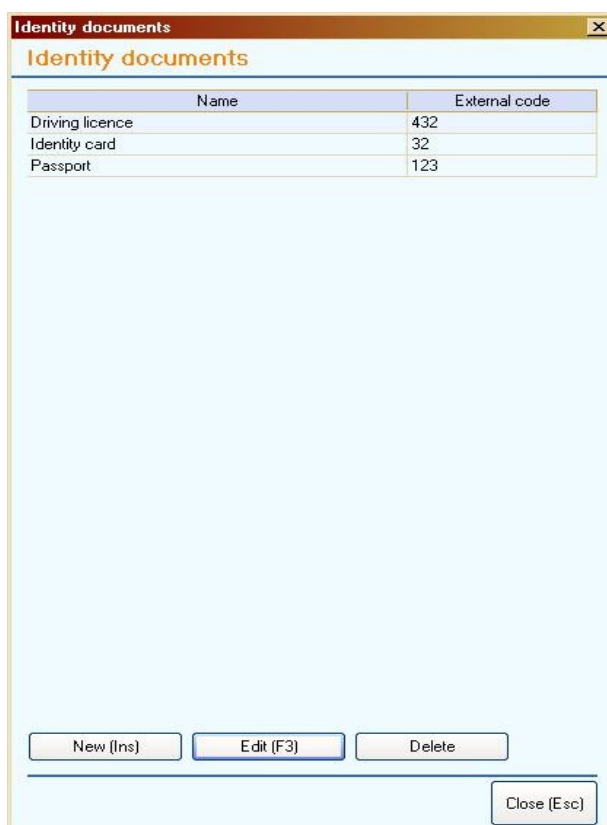 Identity documents
Identity documents
Name External code
Driving licence 432
Identity card 32
Passport 123
New (Ins) Edit (F3) Delete
Close (Esc)